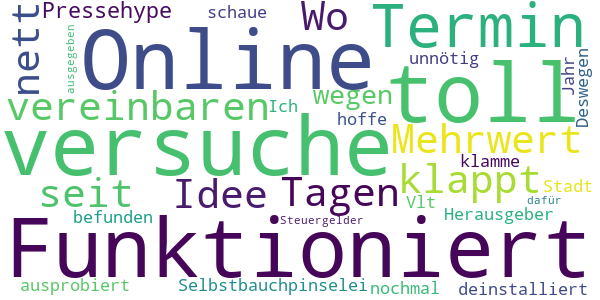 Pressehype schaue Wo Termin
nett ausgegeben Online unnötig Jahr Deswegen
vereinbaren Ich wegen toll
hoffe
versuche Mehrwert
klamme
seit Idee Tagen klappt Stadt
Vlt dafür
befunden Steuergelder Herausgeber
Funktioniert
ausprobiert Selbstbauchpinselei nochmal deinstalliert